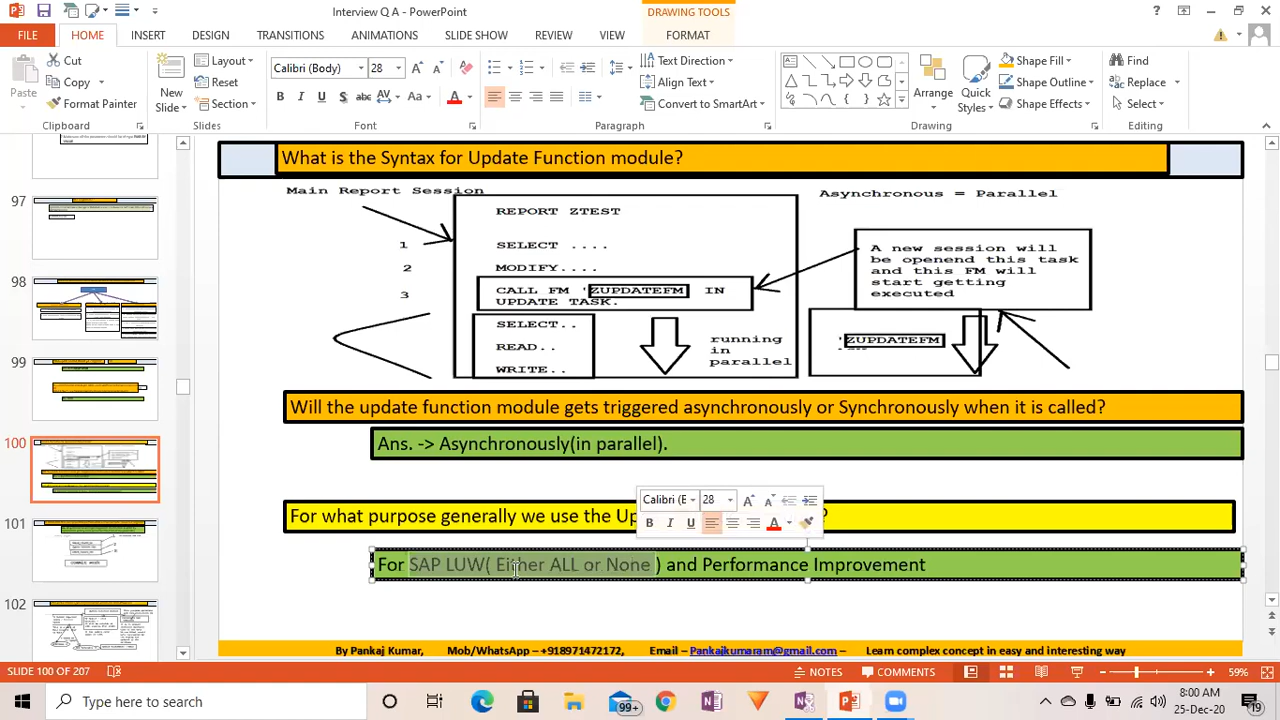 Interview Q A - PowerPoint
DRAWING TOOLS
FILE HOME INSERT DESIGN TRANSITIONS ANIMATIONS SLIDE SHOW REVIEW VIEW FORMAT
Paste
Cut
Copy
Format Painter
Clipboard
New Slide
Layout
Reset
Section
Slides
Calibri (Body) 28
Font
Paragraph
Text Direction
Align Text
Convert to SmartArt
Arrange
Quick Styles
Shape Fill
Shape Outline
Shape Effects
Drawing
Find
Replace
Select
Editing
97
98
99
100
101
102
What is the Syntax for Update Function module?
Main Report Session
Asynchronous = Parallel
REPORT ZTEST
1 SELECT ....
2 MODIFY....
3 CALL FM 'ZUPDATEFM IN
UPDATE TASK.
SELECT..
READ..
WRITE..
running
in
parallel
A new session will
be openend this task
and this FM will
start getting
executed
'ZUPDATEFM
Will the update function module gets triggered asynchronously or Synchronously when it is called?
Ans. -> Asynchronously(in parallel).
Calibri (E 28
For what purpose generally we use the Up ?
For SAP LUW( Either ALL or None ) and Performance Improvement
By Pankaj Kumar, Mob/WhatsApp – +918971472172, Email – Pankajkumaram@gmail.com – Learn complex concept in easy and interesting way
SLIDE 100 OF 207
NOTES
COMMENTS
59%
Type here to search
99+
8:00 AM
25-Dec-20
19